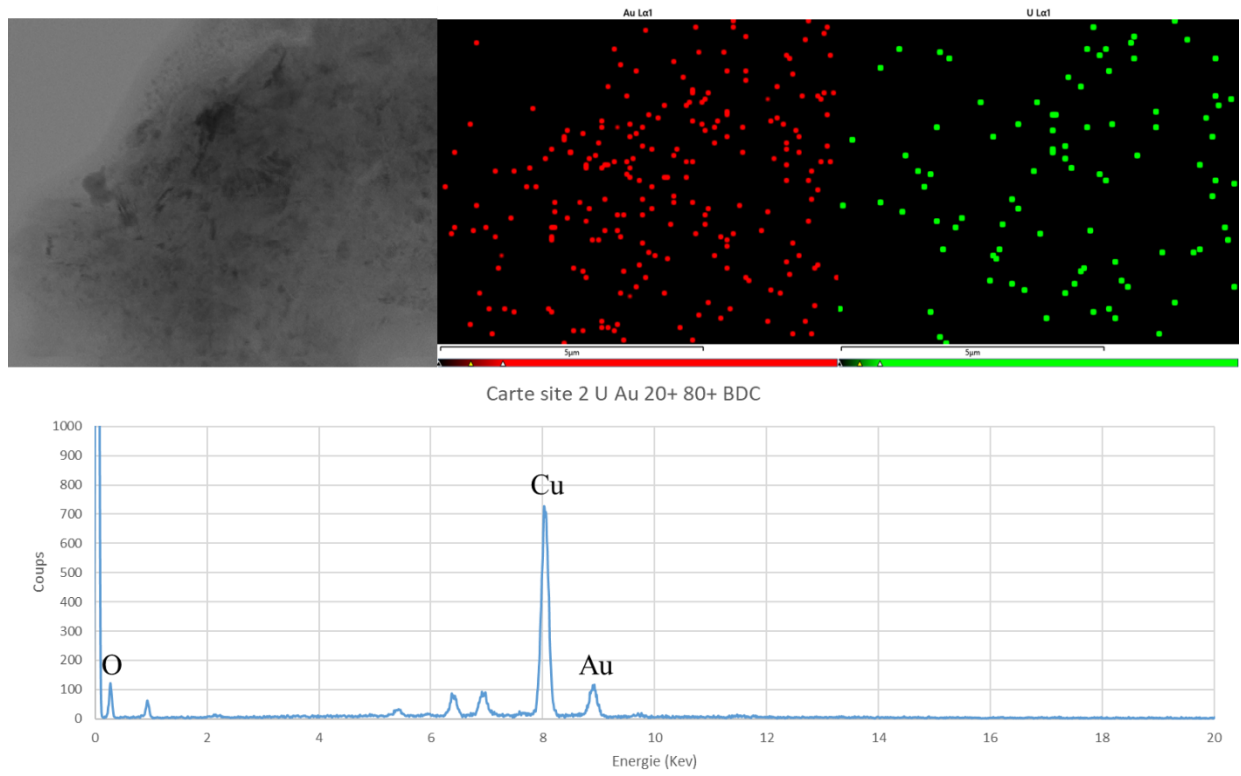 Au Lα1
U Lα1
5μm
5μm
Carte site 2 U Au 20+ 80+ BDC
1000
900
800
700
600
500
400
300
200
100
0
Coups
O
Cu
Au
0
2
4
6
8
10
12
14
16
18
20
Energie (Kev)